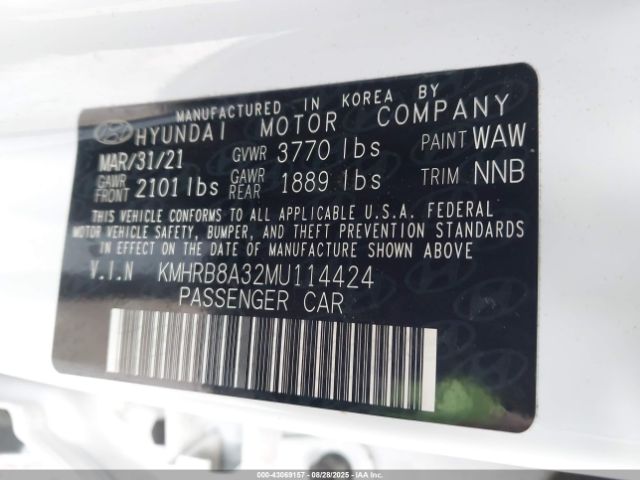 MANUFACTURED IN KOREA BY
HYUNDAI MOTOR COMPANY
MAR/31/21 GVWR 3770 lbs PAINT WAW
GAWR FRONT 2101 lbs GAWR REAR 1889 lbs TRIM NNB
THIS VEHICLE CONFORMS TO ALL APPLICABLE U.S.A. FEDERAL
MOTOR VEHICLE SAFETY, BUMPER, AND THEFT PREVENTION STANDARDS
IN EFFECT ON THE DATE OF MANUFACTURE SHOWN ABOVE
V.I.N KMHRB8A32MU114424
PASSENGER CAR
000-43069157 - 08/28/2025 - IAAI.com